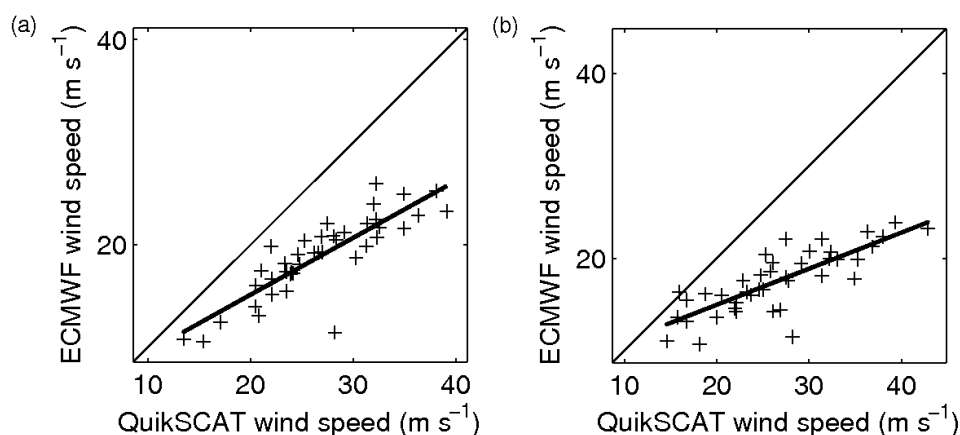 (a)
ECMWF wind speed (m s⁻¹)
40
20
10 20 30 40
QuikSCAT wind speed (m s⁻¹)
(b)
ECMWF wind speed (m s⁻¹)
40
20
10 20 30 40
QuikSCAT wind speed (m s⁻¹)